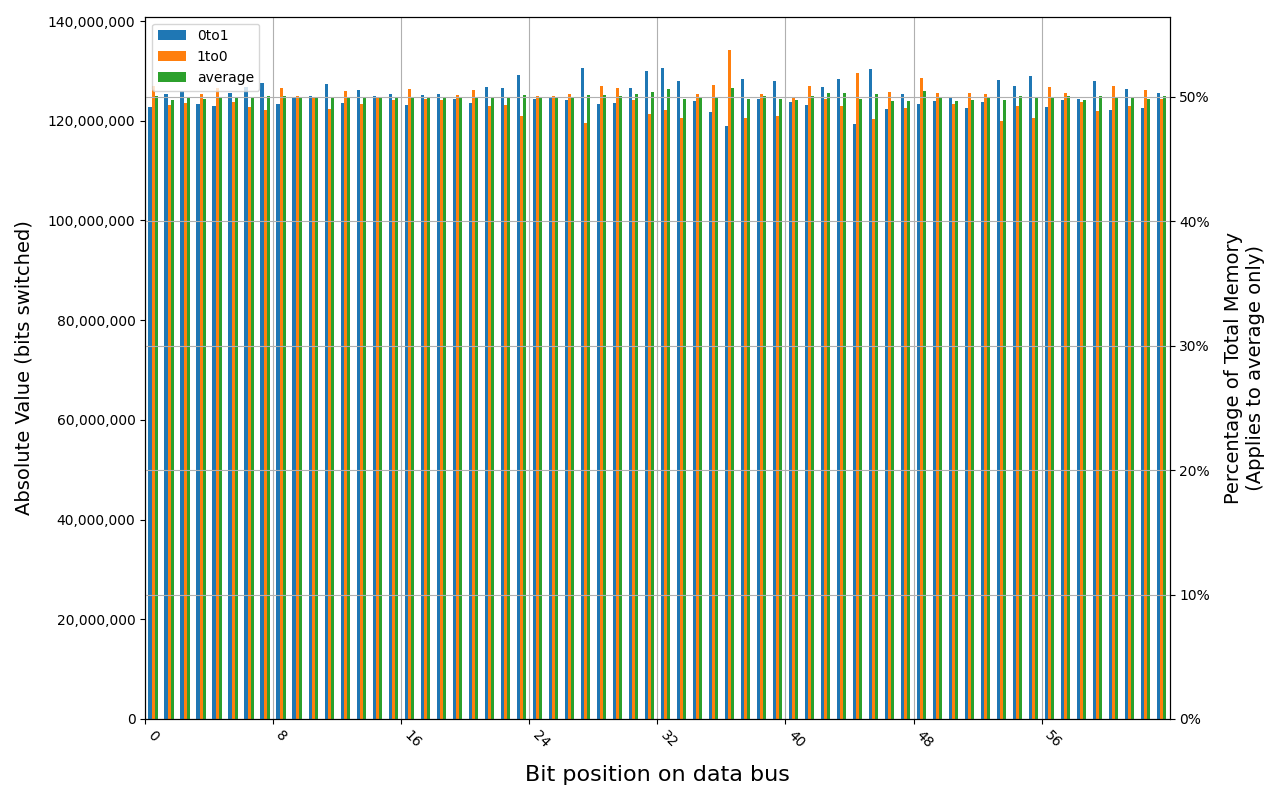 0to1
1to0
average
140,000,000
120,000,000
100,000,000
80,000,000
60,000,000
40,000,000
20,000,000
0
Absolute Value (bits switched)
50%
40%
30%
20%
10%
0%
Percentage of Total Memory
(Applies to average only)
0 8 16 24 32 40 48 56
Bit position on data bus